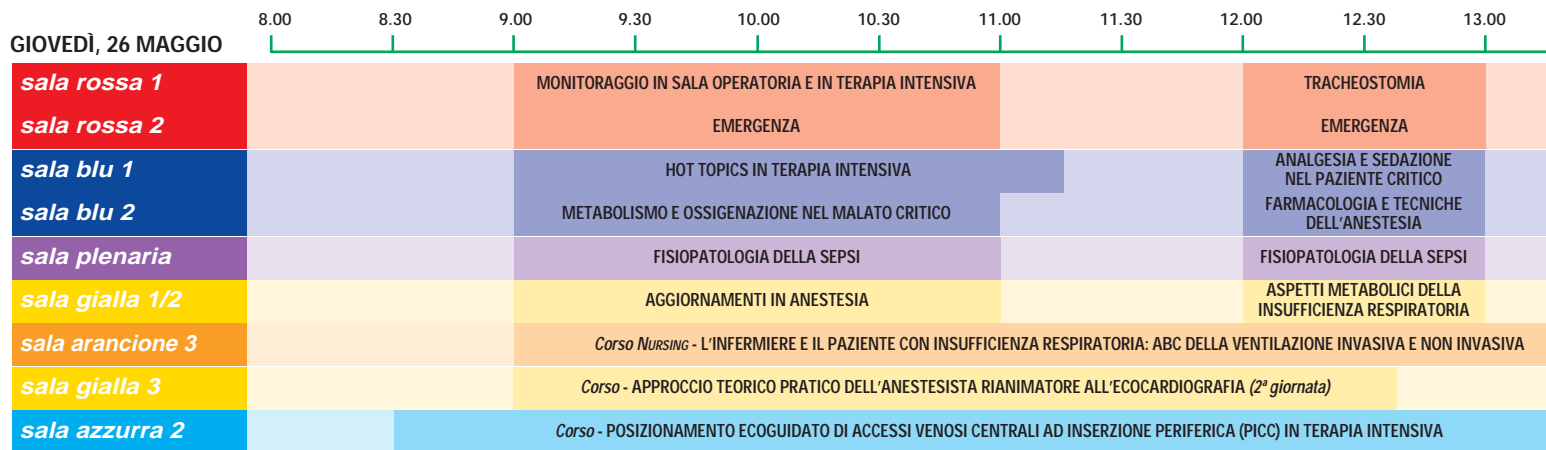 8.00 8.30 9.00 9.30 10.00 10.30 11.00 11.30 12.00 12.30 13.00
GIOVEDÌ, 26 MAGGIO
sala rossa 1 MONITORAGGIO IN SALA OPERATORIA E IN TERAPIA INTENSIVA TRACHEOSTOMIA
sala rossa 2 EMERGENZA EMERGENZA
sala blu 1 HOT TOPICS IN TERAPIA INTENSIVA ANALGESIA E SEDAZIONE
NEL PAZIENTE CRITICO
sala blu 2 METABOLISMO E OSSIGENAZIONE NEL MALATO CRITICO FARMACOLOGIA E TECNICHE
DELL'ANESTESIA
sala plenaria FISIOPATOLOGIA DELLA SEPSI FISIOPATOLOGIA DELLA SEPSI
sala gialla 1/2 AGGIORNAMENTI IN ANESTESIA ASPETTI METABOLICI DELLA
INSUFFICIENZA RESPIRATORIA
sala arancione 3 Corso NURSING - L'INFERMIERE E IL PAZIENTE CON INSUFFICIENZA RESPIRATORIA: ABC DELLA VENTILAZIONE INVASIVA E NON INVASIVA
sala gialla 3 Corso - APPROCCIO TEORICO PRATICO DELL'ANESTESISTA RIANIMATORE ALL'ECOCARDIOGRAFIA (2ª giornata)
sala azzurra 2 Corso - POSIZIONAMENTO ECOGUIDATO DI ACCESSI VENOSI CENTRALI AD INSERZIONE PERIFERICA (PICC) IN TERAPIA INTENSIVA